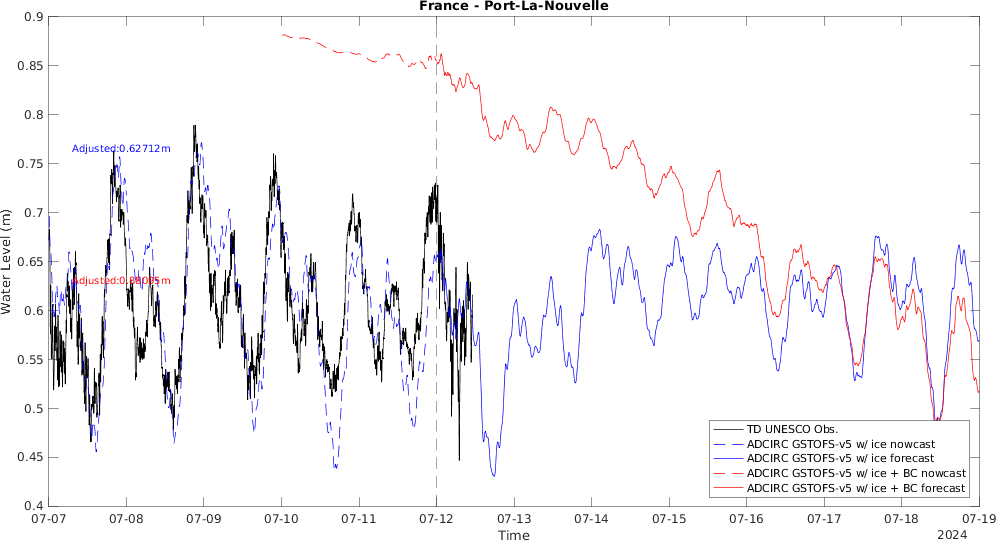 France - Port-La-Nouvelle
0.9
0.85
0.8
0.75
0.7
0.65
0.6
0.55
0.5
0.45
0.4
Water Level (m)
Adjusted:0.62712m
TD UNESCO Obs.
ADCIRC GSTOFS-v5 w/ ice nowcast
ADCIRC GSTOFS-v5 w/ ice forecast
ADCIRC GSTOFS-v5 w/ ice + BC nowcast
ADCIRC GSTOFS-v5 w/ ice + BC forecast
07-07 07-08 07-09 07-10 07-11 07-12 07-13 07-14 07-15 07-16 07-17 07-18 07-19
Time
2024